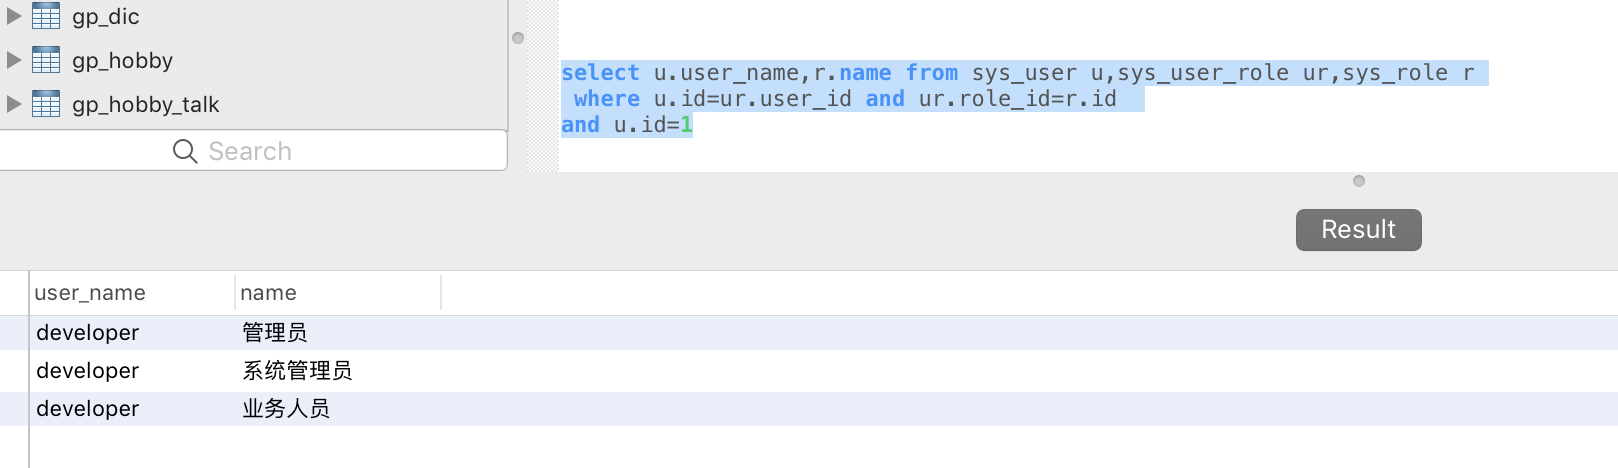 gp_dic
gp_hobby
gp_hobby_talk
Search
select u.user_name,r.name from sys_user u,sys_user_role ur,sys_role r
where u.id=ur.user_id and ur.role_id=r.id
and u.id=1
Result
user_name name
developer 管理员
developer 系统管理员
developer 业务人员